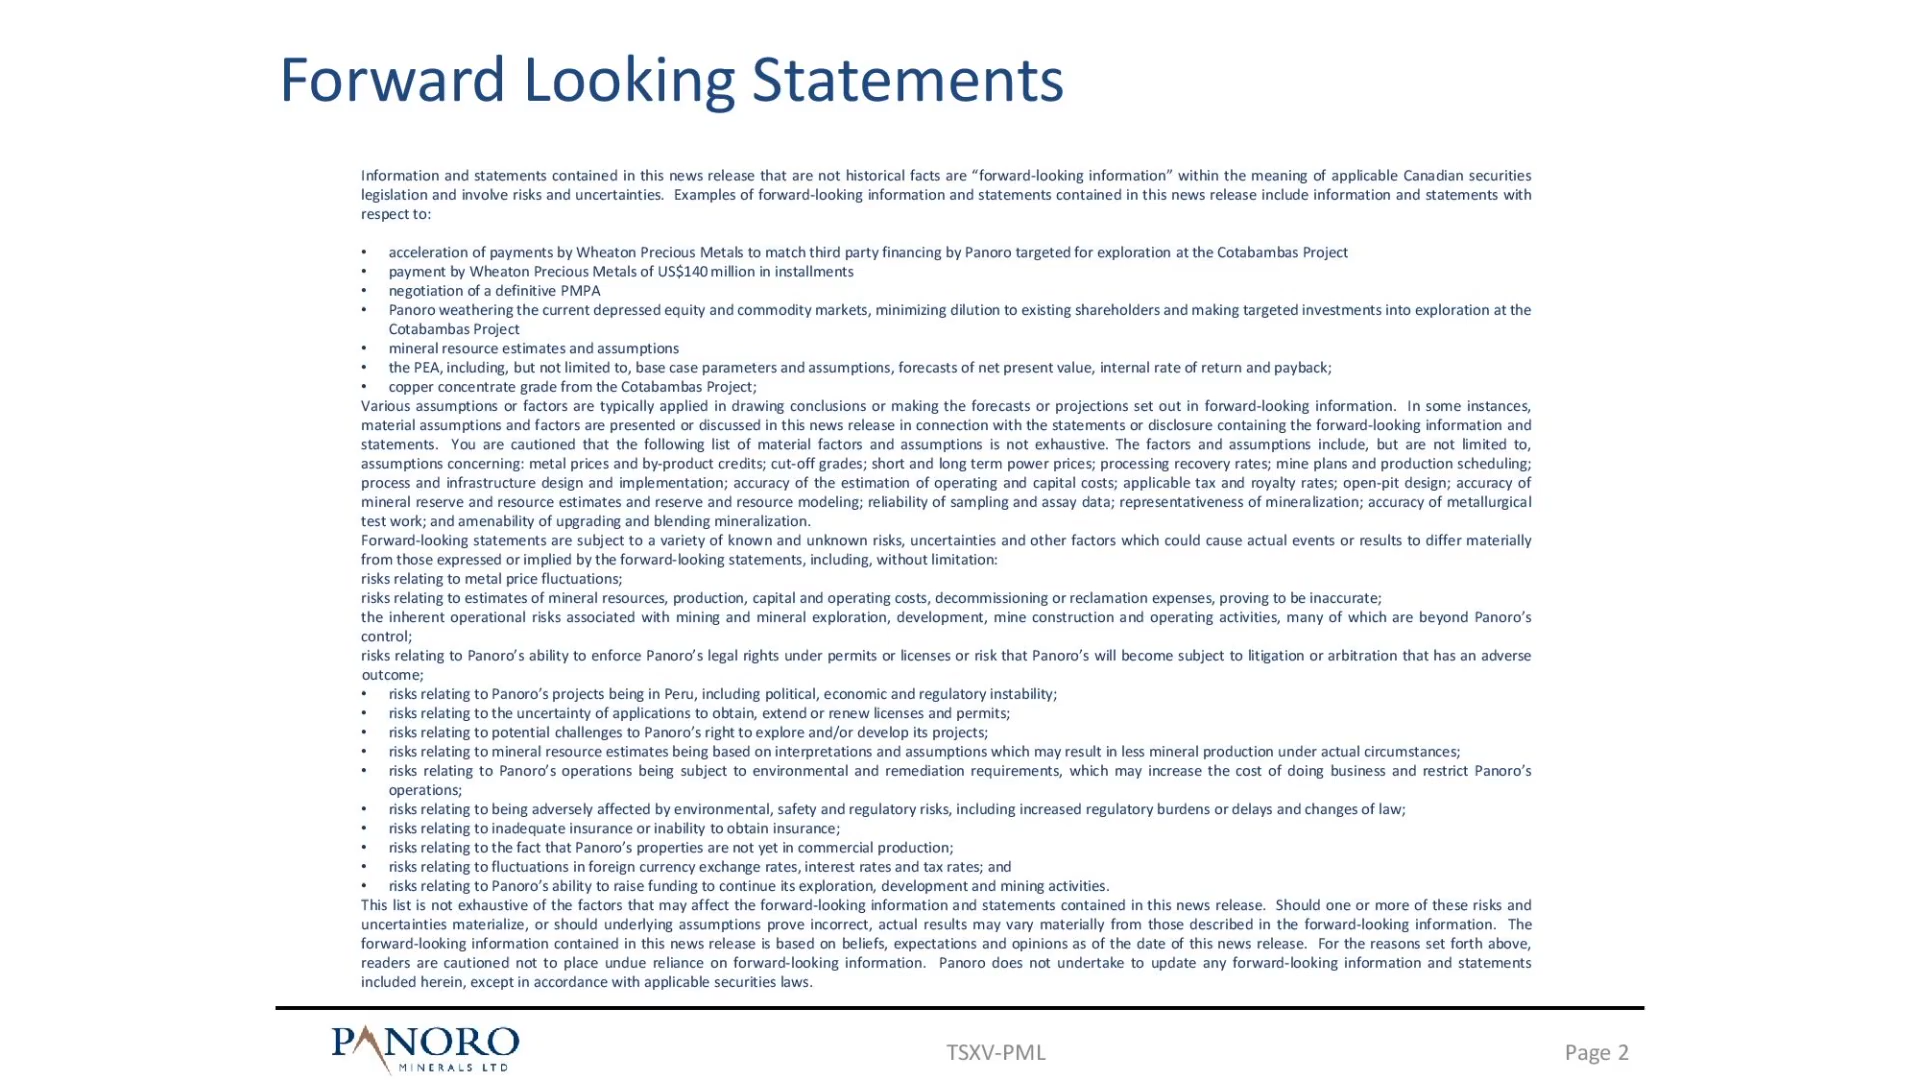 Forward Looking Statements
Information and statements contained in this news release that are not historical facts are “forward-looking information” within the meaning of applicable Canadian securities
legislation and involve risks and uncertainties.  Examples of forward-looking information and statements contained in this news release include information and statements with
respect to:
• acceleration of payments by Wheaton Precious Metals to match third party financing by Panoro targeted for exploration at the Cotabambas Project
• payment by Wheaton Precious Metals of US$140 million in installments
• negotiation of a definitive PMPA
• Panoro weathering the current depressed equity and commodity markets, minimizing dilution to existing shareholders and making targeted investments into exploration at the
Cotabambas Project
• mineral resource estimates and assumptions
• the PEA, including, but not limited to, base case parameters and assumptions, forecasts of net present value, internal rate of return and payback;
• copper concentrate grade from the Cotabambas Project;
Various assumptions or factors are typically applied in drawing conclusions or making the forecasts or projections set out in forward-looking information.  In some instances,
material assumptions and factors are presented or discussed in this news release in connection with the statements or disclosure containing the forward-looking information and
statements.  You are cautioned that the following list of material factors and assumptions is not exhaustive. The factors and assumptions include, but are not limited to,
assumptions concerning: metal prices and by-product credits; cut-off grades; short and long term power prices; processing recovery rates; mine plans and production scheduling;
process and infrastructure design and implementation; accuracy of the estimation of operating and capital costs; applicable tax and royalty rates; open-pit design; accuracy of
mineral reserve and resource estimates and reserve and resource modeling; reliability of sampling and assay data; representativeness of mineralization; accuracy of metallurgical
test work; and amenability of upgrading and blending mineralization.
Forward-looking statements are subject to a variety of known and unknown risks, uncertainties and other factors which could cause actual events or results to differ materially
from those expressed or implied by the forward-looking statements, including, without limitation:
risks relating to metal price fluctuations;
risks relating to estimates of mineral resources, production, capital and operating costs, decommissioning or reclamation expenses, proving to be inaccurate;
the inherent operational risks associated with mining and mineral exploration, development, mine construction and operating activities, many of which are beyond Panoro’s
control;
risks relating to Panoro’s ability to enforce Panoro’s legal rights under permits or licenses or risk that Panoro’s will become subject to litigation or arbitration that has an adverse
outcome;
• risks relating to Panoro’s projects being in Peru, including political, economic and regulatory instability;
• risks relating to the uncertainty of applications to obtain, extend or renew licenses and permits;
• risks relating to potential challenges to Panoro’s right to explore and/or develop its projects;
• risks relating to mineral resource estimates being based on interpretations and assumptions which may result in less mineral production under actual circumstances;
• risks relating to Panoro’s operations being subject to environmental and remediation requirements, which may increase the cost of doing business and restrict Panoro’s
operations;
• risks relating to being adversely affected by environmental, safety and regulatory risks, including increased regulatory burdens or delays and changes of law;
• risks relating to inadequate insurance or inability to obtain insurance;
• risks relating to the fact that Panoro’s properties are not yet in commercial production;
• risks relating to fluctuations in foreign currency exchange rates, interest rates and tax rates; and
• risks relating to Panoro’s ability to raise funding to continue its exploration, development and mining activities.
This list is not exhaustive of the factors that may affect the forward-looking information and statements contained in this news release.  Should one or more of these risks and
uncertainties materialize, or should underlying assumptions prove incorrect, actual results may vary materially from those described in the forward-looking information.  The
forward-looking information contained in this news release is based on beliefs, expectations and opinions as of the date of this news release.  For the reasons set forth above,
readers are cautioned not to place undue reliance on forward-looking information.  Panoro does not undertake to update any forward-looking information and statements
included herein, except in accordance with applicable securities laws.
PANORO
MINERALS LTD
TSXV-PML
Page 2